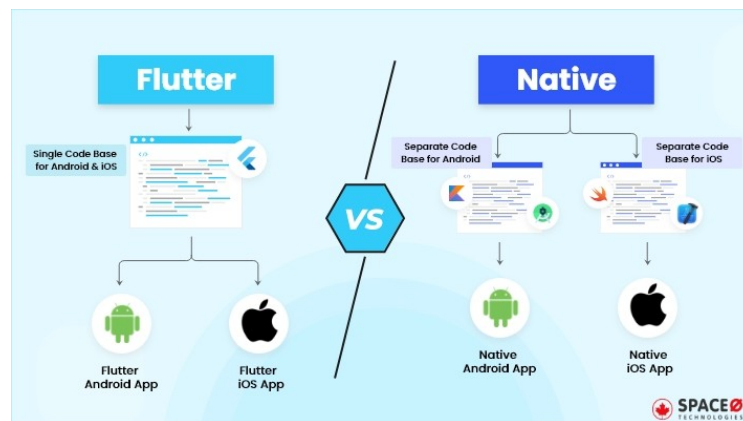 Flutter
Native
Single Code Base
for Android & iOS
Separate Code
Base for Android
Separate Code
Base for iOS
VS
Flutter
Android App
Flutter
iOS App
Native
Android App
Native
iOS App
SPACEØ
TECHNOLOGIES